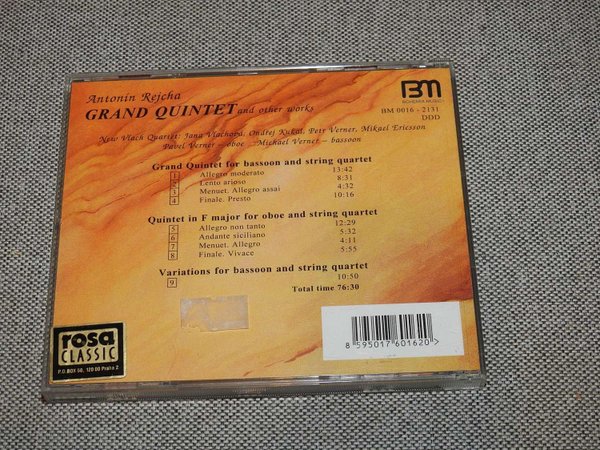 Antonín Rejcha
GRAND QUINTET and other works
BM
BOHEMIA MUSIC
BM 0016 - 2131
DDD
New Vlach Quartet: Jana Vlachová, Ondrej Kukal, Petr Verner, Mikael Ericsson
Pavel Verner – oboe Michael Verner – bassoon
Grand Quintet for bassoon and string quartet
1 Allegro moderato 13:42
2 Lento arioso 8:31
3 Menuet. Allegro assai 4:32
4 Finale. Presto 10:16
Quintet in F major for oboe and string quartet
5 Allegro non tanto 12:29
6 Andante siciliano 5:32
7 Menuet. Allegro 4:11
8 Finale. Vivace 5:55
Variations for bassoon and string quartet
9 10:50
Total time 76:30
rosa
CLASSIC
P.O.BOX 50, 120 00 Praha 2
8 595017 601620 >